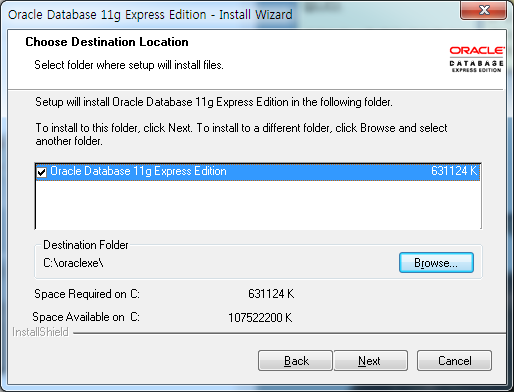 Oracle Database 11g Express Edition - Install Wizard
Choose Destination Location
Select folder where setup will install files.
ORACLE
DATABASE
EXPRESS EDITION
Setup will install Oracle Database 11g Express Edition in the following folder.
To install to this folder, click Next. To install to a different folder, click Browse and select
another folder.
Oracle Database 11g Express Edition 631124 K
Destination Folder
C:\oraclexe\
Browse...
Space Required on C: 631124 K
Space Available on C: 107522200 K
InstallShield
Back Next Cancel